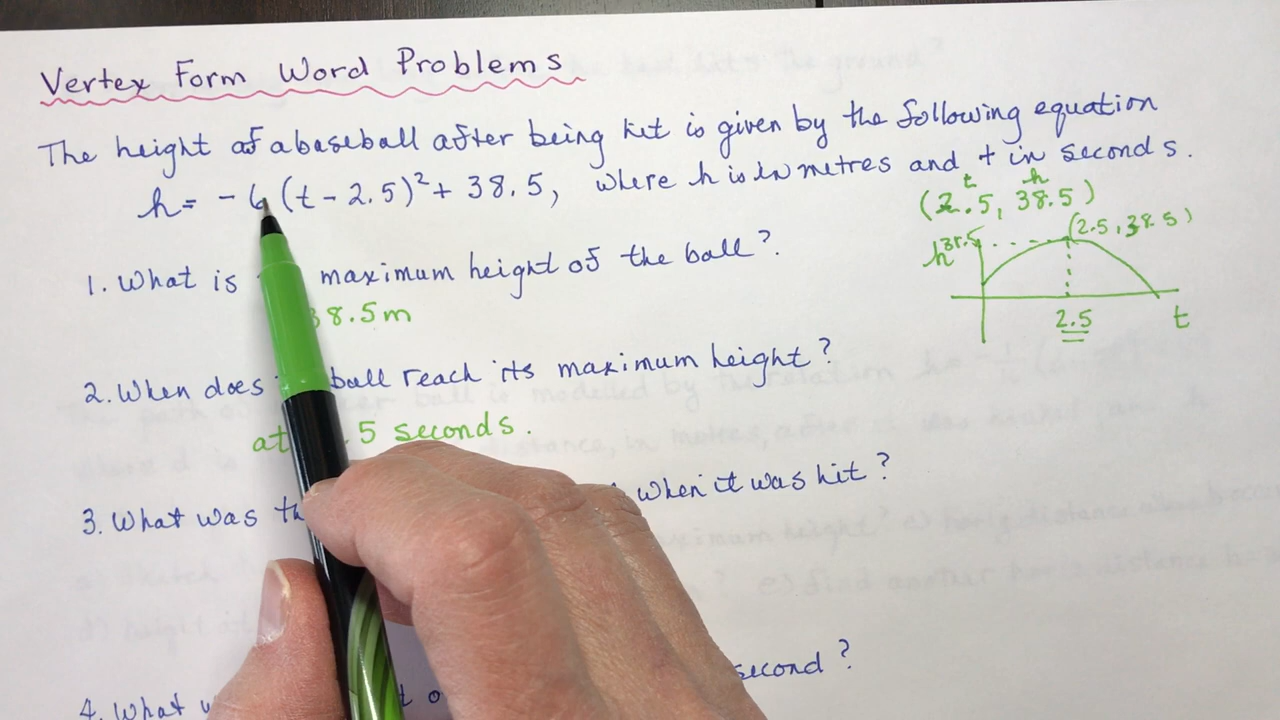 Vertex Form Word Problems
The height of a baseball after being hit is given by the following equation
h = - 6 (t - 2.5)² + 38.5, where h is in metres and t in seconds.
t h
(2.5, 38.5)
38.5 (2.5, 38.5)
h
2.5 t
1. What is maximum height of the ball?
38.5m
2. When does ball reach its maximum height?
at .5 seconds.
3. What was th when it was hit?
4. What second?